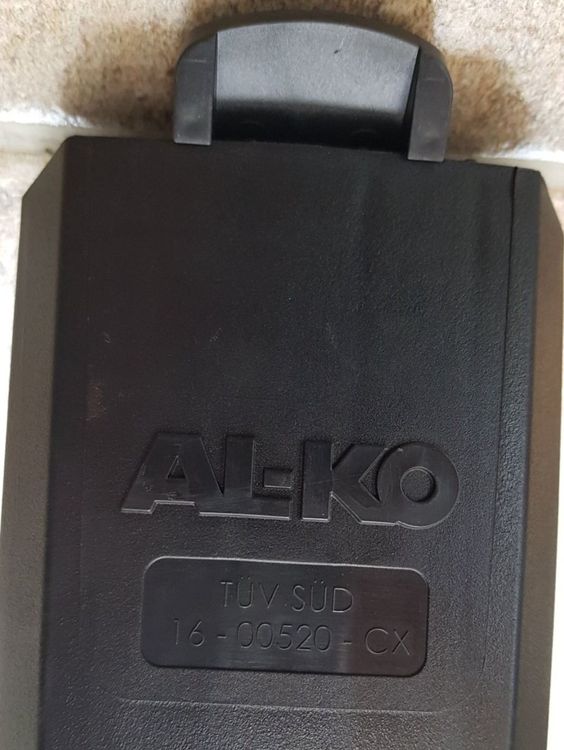 AL-KO
TÜV SÜD
16 - 00520 - CX